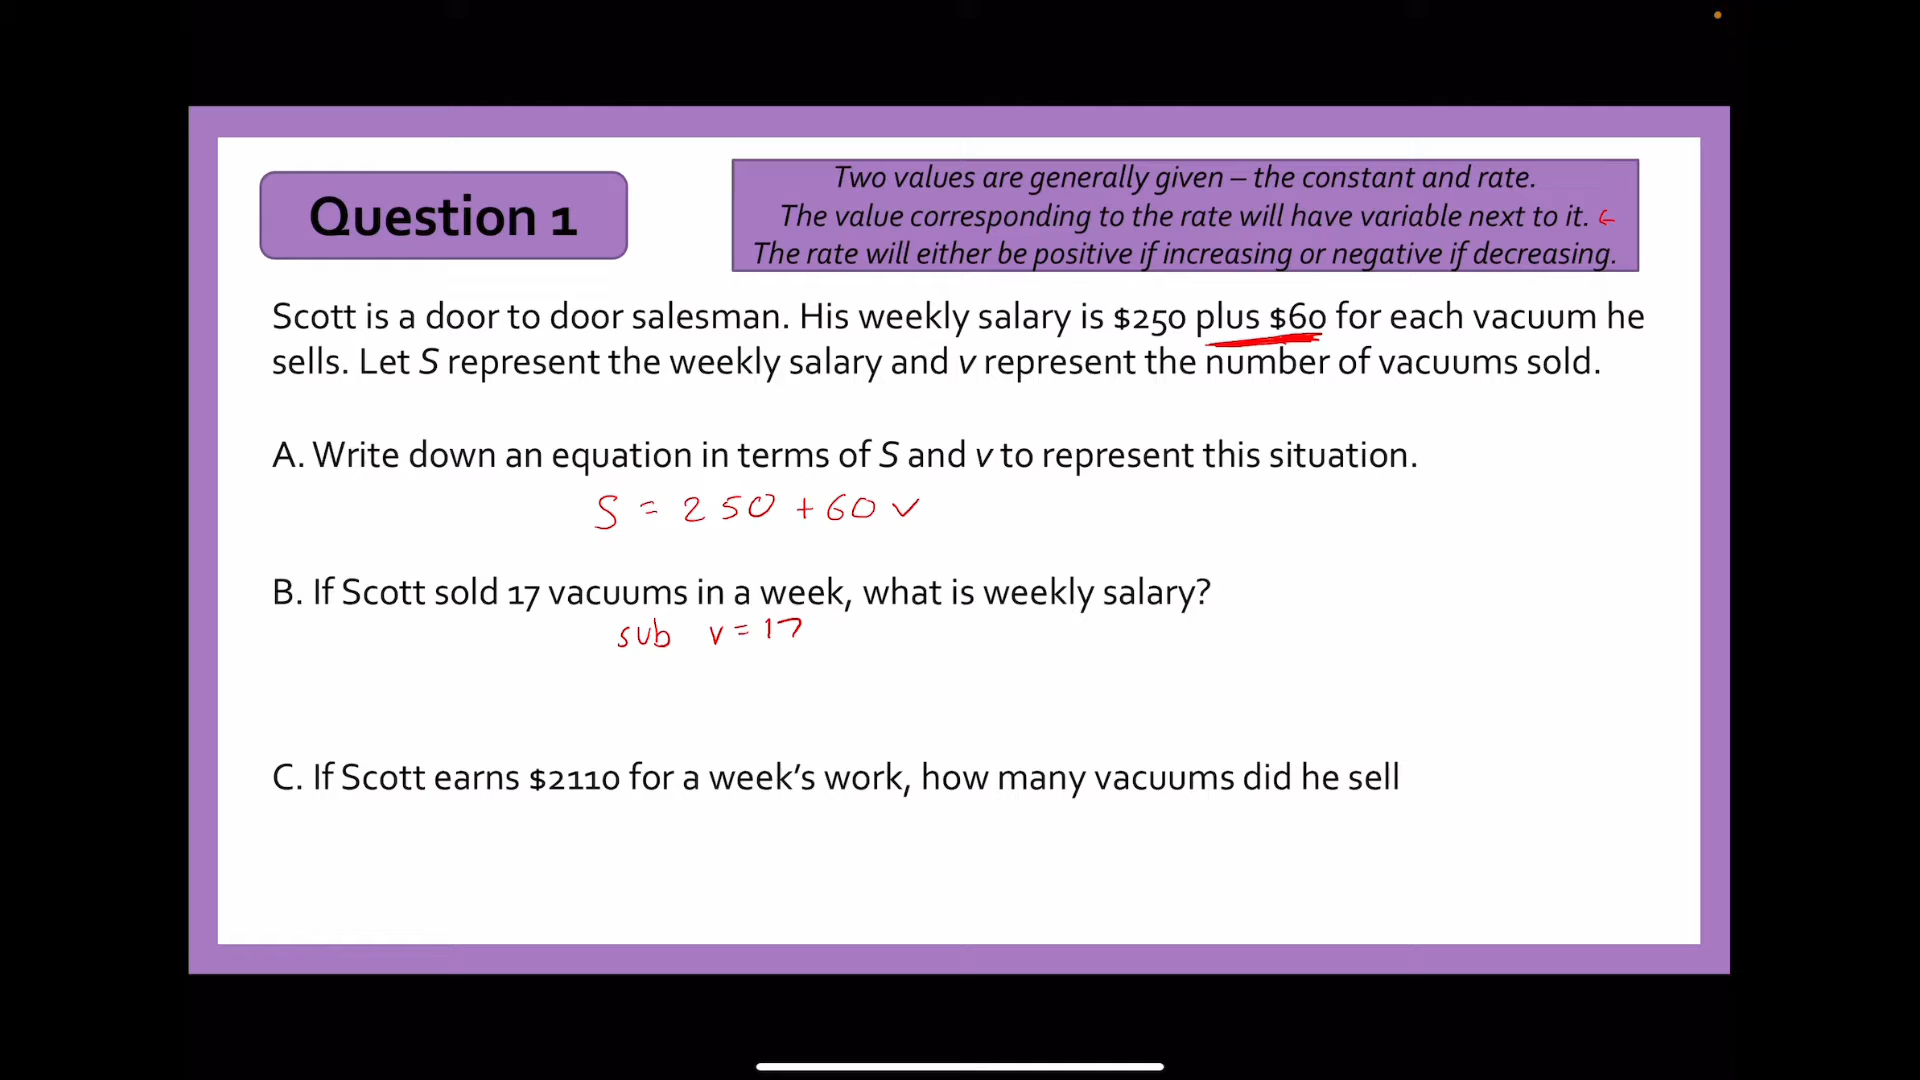 Question 1
Two values are generally given – the constant and rate.
The value corresponding to the rate will have variable next to it. ←
The rate will either be positive if increasing or negative if decreasing.
Scott is a door to door salesman. His weekly salary is $250 plus $60 for each vacuum he
sells. Let S represent the weekly salary and v represent the number of vacuums sold.
A. Write down an equation in terms of S and v to represent this situation.
S = 250 + 60 v
B. If Scott sold 17 vacuums in a week, what is weekly salary?
sub v = 17
C. If Scott earns $2110 for a week’s work, how many vacuums did he sell